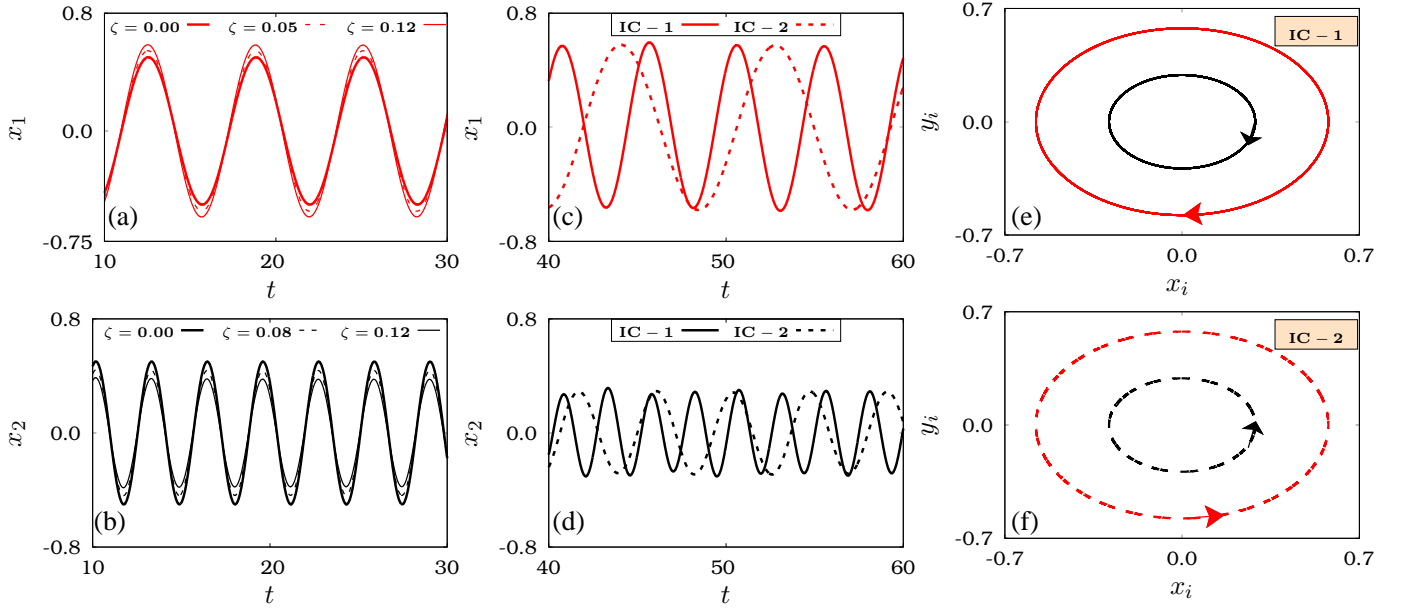 0.8
ζ = 0.00 ζ = 0.05 ζ = 0.12
x₁
0.0
(a)
-0.75
10 20 30
t
0.8
IC − 1 IC − 2
x₁
0.0
(c)
-0.8
40 50 60
t
0.7
IC − 1
yᵢ
0.0
(e)
-0.7
-0.7 0.0 0.7
xᵢ
0.8
ζ = 0.00 ζ = 0.08 ζ = 0.12
x₂
0.0
(b)
-0.8
10 20 30
t
0.8
IC − 1 IC − 2
x₂
0.0
(d)
-0.8
40 50 60
t
0.7
IC − 2
yᵢ
0.0
(f)
-0.7
-0.7 0.0 0.7
xᵢ